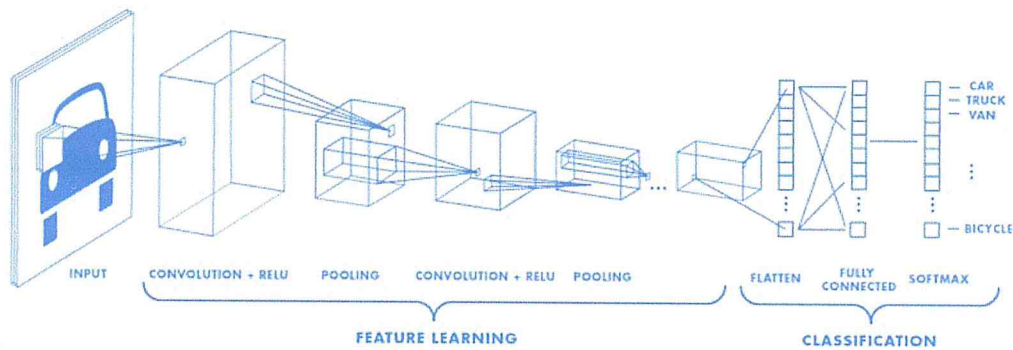 CAR
TRUCK
VAN
BICYCLE
INPUT
CONVOLUTION + RELU
POOLING
CONVOLUTION + RELU
POOLING
FLATTEN
FULLY
CONNECTED
SOFTMAX
FEATURE LEARNING
CLASSIFICATION